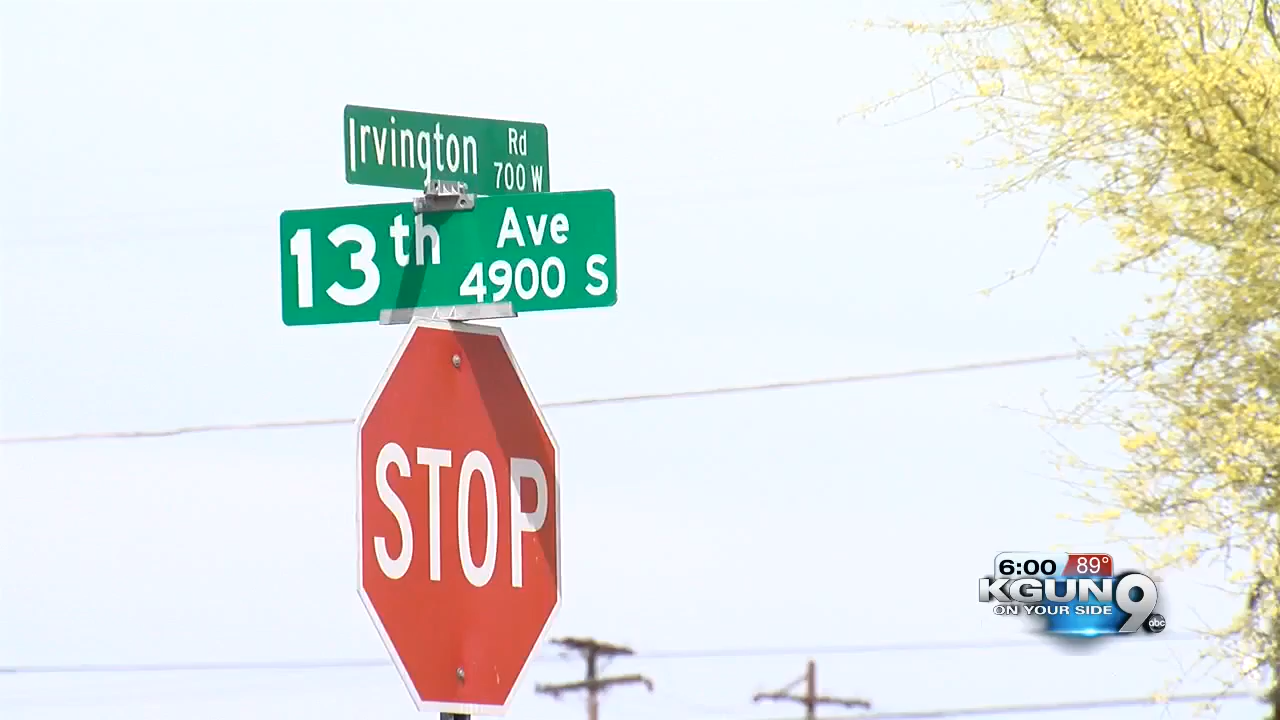 Irvington Rd
700 W
13th Ave
4900 S
STOP
6:00 89°
KGUN 9
ON YOUR SIDE
abc